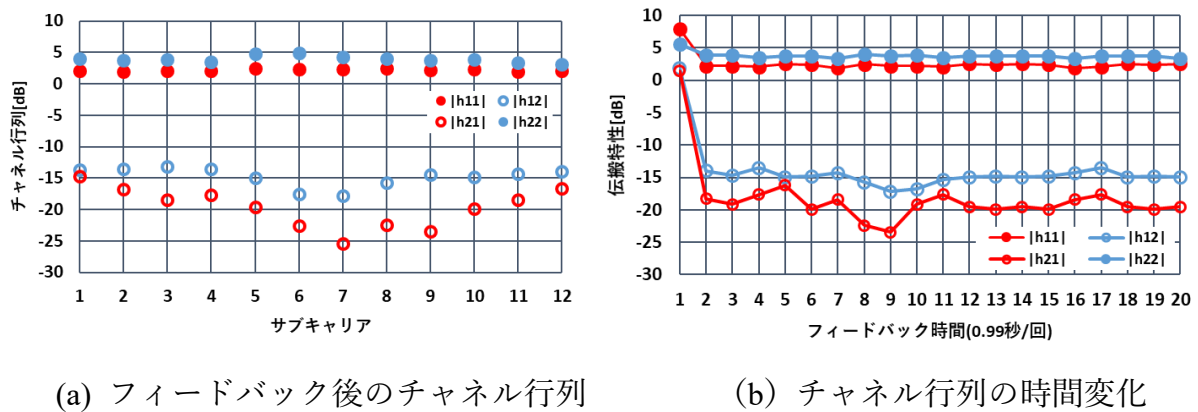 チャネル行列[dB]
10
5
0
-5
-10
-15
-20
-25
-30
|h11| |h12|
|h21| |h22|
1 2 3 4 5 6 7 8 9 10 11 12
サブキャリア
(a) フィードバック後のチャネル行列
伝搬特性[dB]
10
5
0
-5
-10
-15
-20
-25
-30
|h11| |h12|
|h21| |h22|
1 2 3 4 5 6 7 8 9 10 11 12 13 14 15 16 17 18 19 20
フィードバック時間(0.99秒/回)
(b) チャネル行列の時間変化